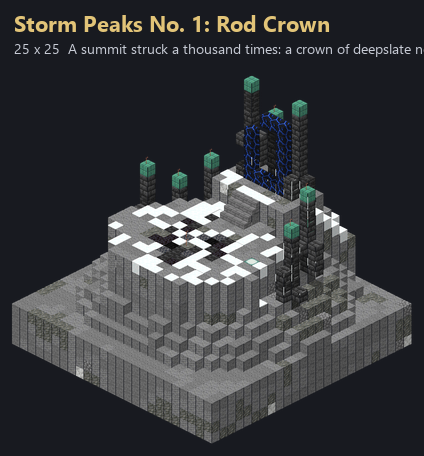 Storm Peaks No. 1: Rod Crown
25 x 25 A summit struck a thousand times: a crown of deepslate